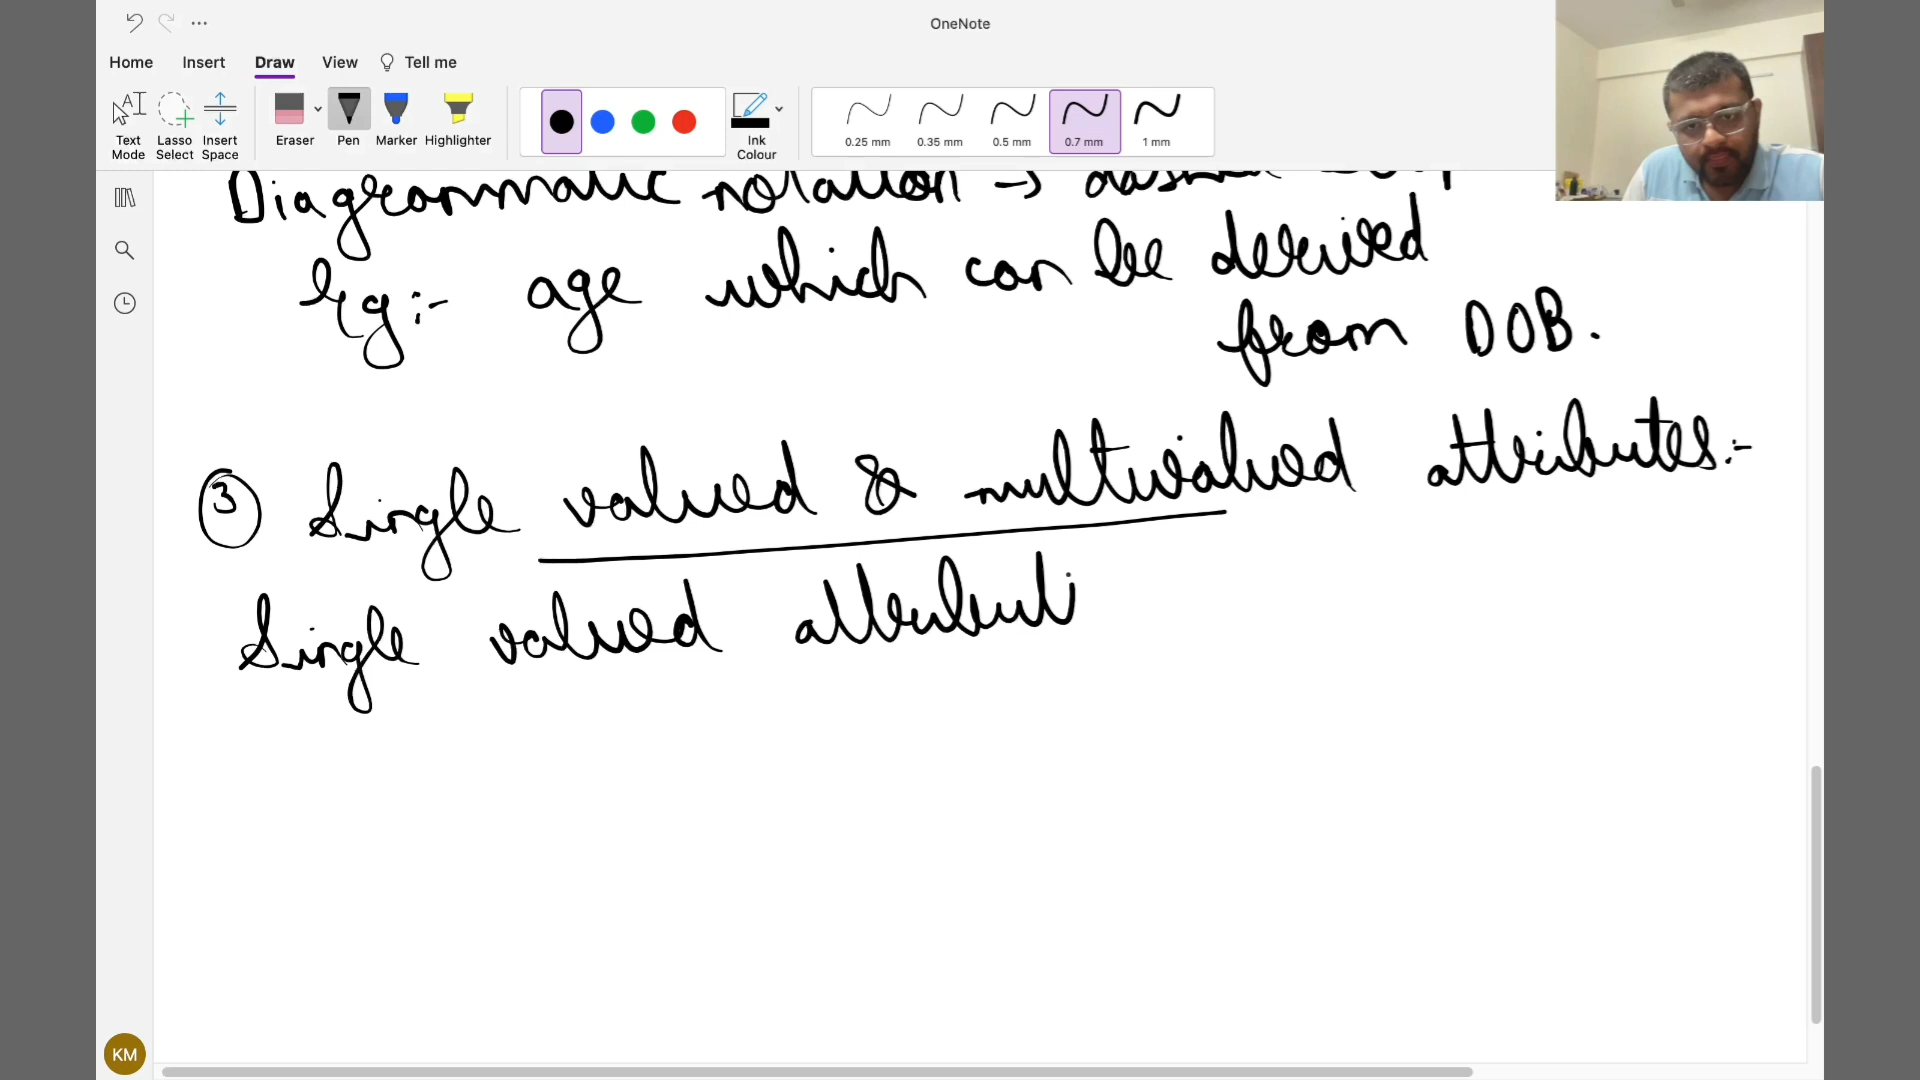 OneNote
Home Insert Draw View Tell me
Text Mode Lasso Select Insert Space Eraser Pen Marker Highlighter Ink Colour 0.25 mm 0.35 mm 0.5 mm 0.7 mm 1 mm
Diagrammatic notation → dashed
Eg:- age which can be derived
from DOB.
③ Single valued & multivalued attributes:-
Single valued attribut
KM